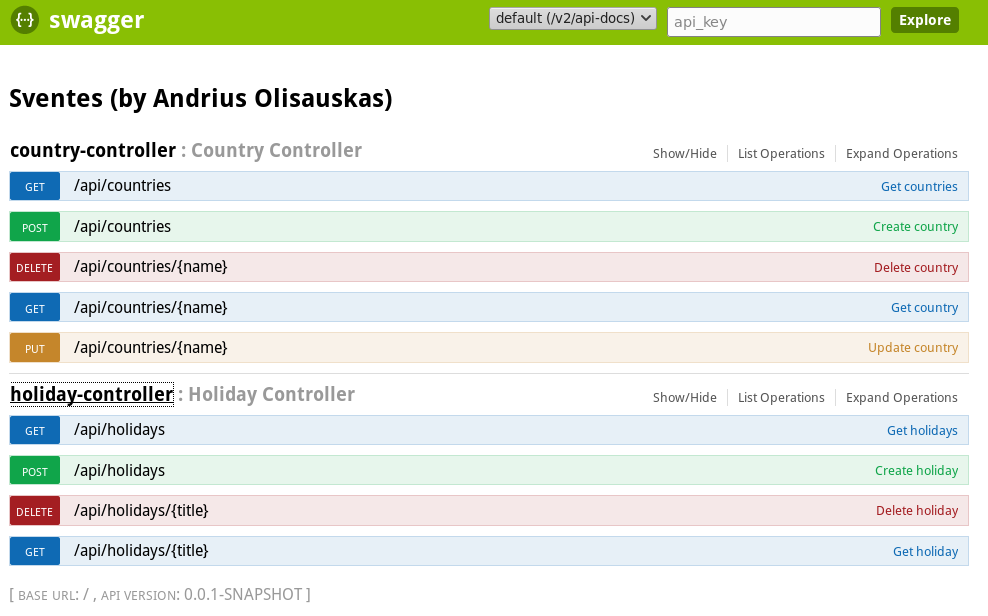 {··} swagger default (/v2/api-docs) api_key Explore
Sventes (by Andrius Olisauskas)
country-controller : Country Controller Show/Hide List Operations Expand Operations
GET /api/countries Get countries
POST /api/countries Create country
DELETE /api/countries/{name} Delete country
GET /api/countries/{name} Get country
PUT /api/countries/{name} Update country
holiday-controller : Holiday Controller Show/Hide List Operations Expand Operations
GET /api/holidays Get holidays
POST /api/holidays Create holiday
DELETE /api/holidays/{title} Delete holiday
GET /api/holidays/{title} Get holiday
[ BASE URL: / , API VERSION: 0.0.1-SNAPSHOT ]